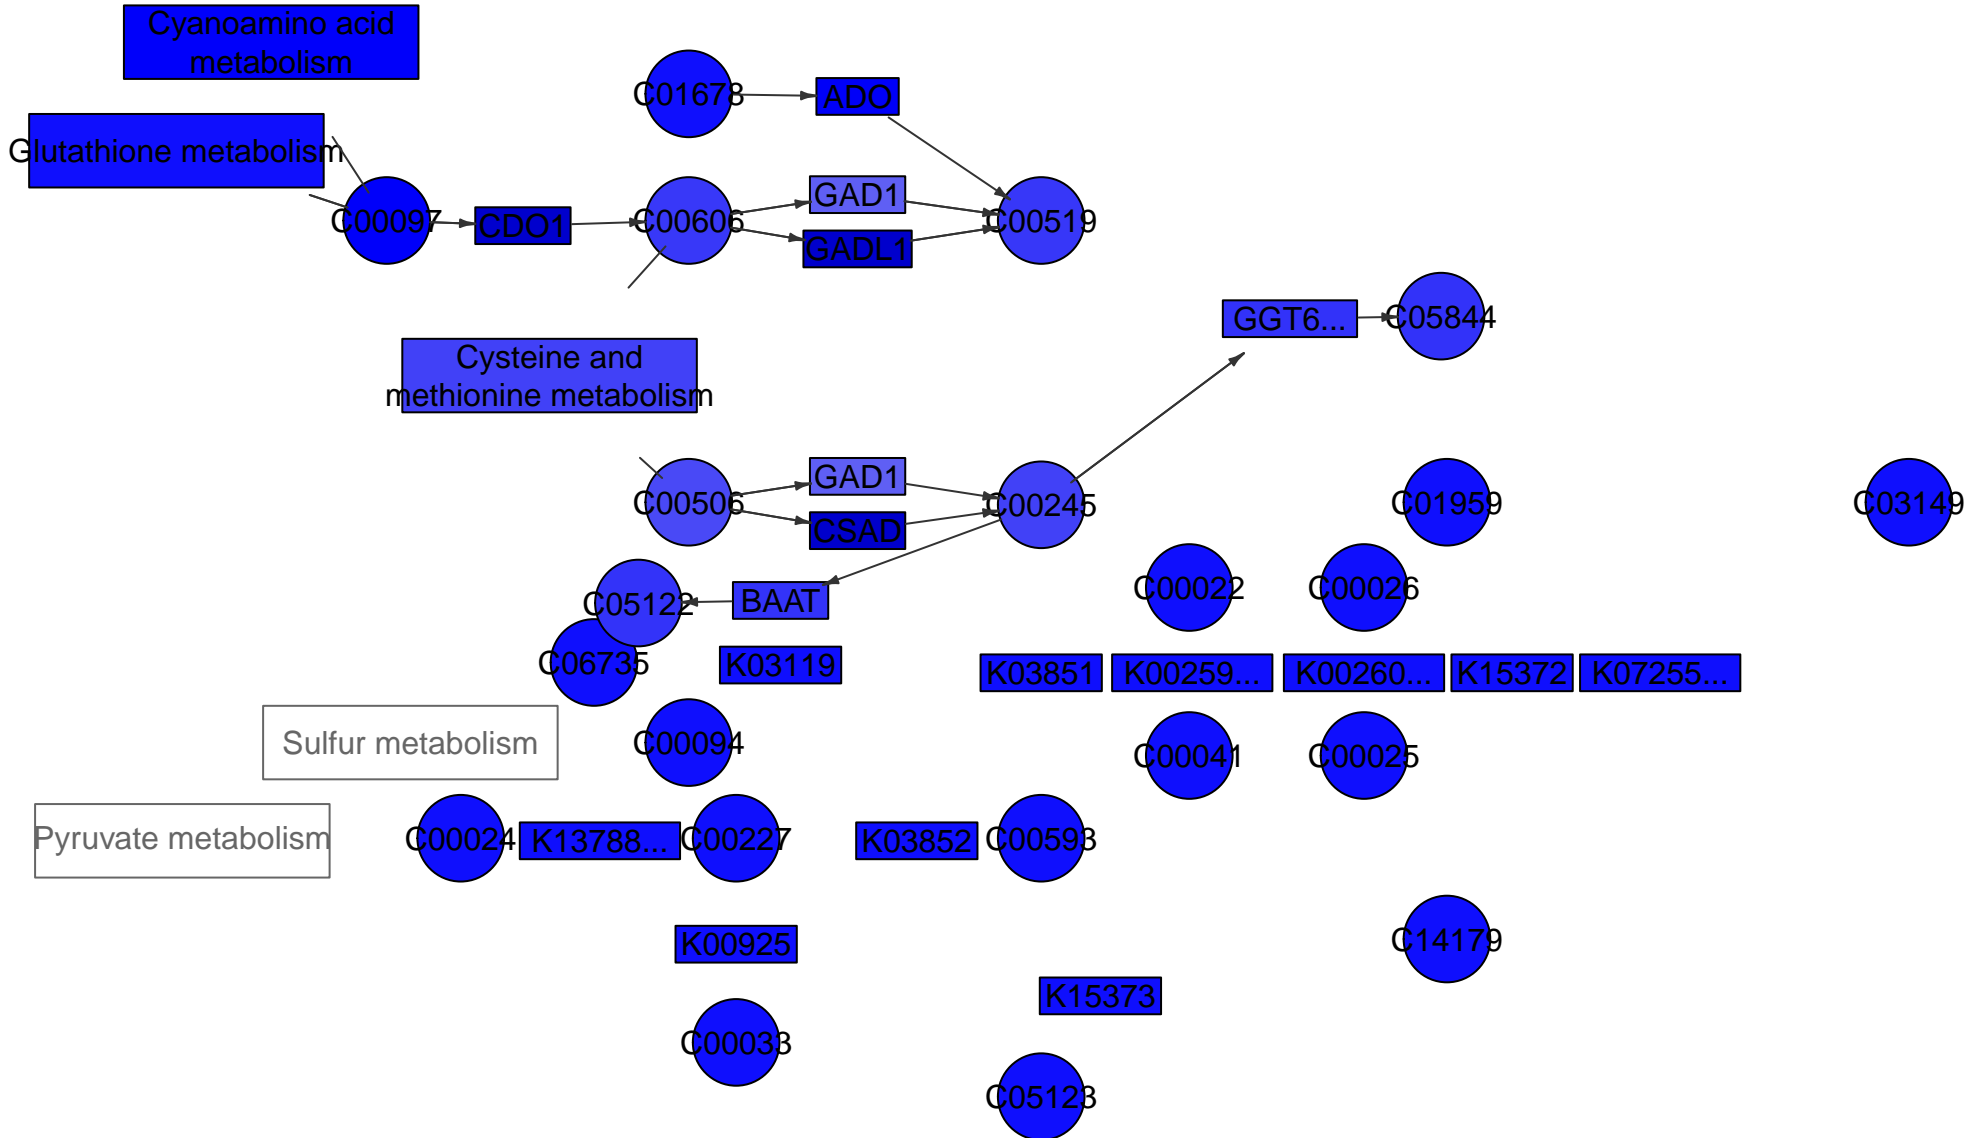 Cyanoamino acid
metabolism
C01678
ADO
Glutathione metabolism
GAD1
C00097
CDO1
C00606
C00519
GADL1
GGT6...
C05844
Cysteine and
methionine metabolism
GAD1
C00506
C00245
C01959
C03149
CSAD
C00022
C00026
C05122
BAAT
C06735
K03119
K03851
K00259...
K00260...
K15372
K07255...
Sulfur metabolism
C00094
C00041
C00025
Pyruvate metabolism
C00024
K13788...
C00227
K03852
C00593
K00925
C14179
K15373
C00033
C05123